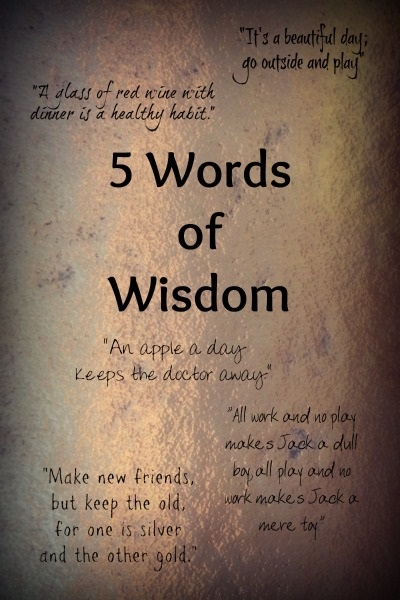 "It's a beautiful day;
go outside and play"
"A glass of red wine with
dinner is a healthy habit."
5 Words
of
Wisdom
"An apple a day
keeps the doctor away"
"All work and no play
makes Jack a dull
boy, all play and no
work makes Jack a
mere toy"
"Make new friends,
but keep the old,
for one is silver
and the other gold."